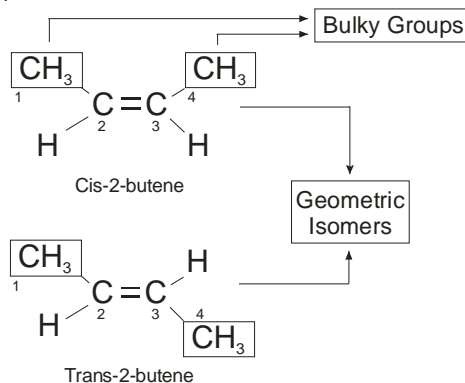 Bulky Groups
CH₃ CH₃
1 4
C=C
2 3
H H
Cis-2-butene
Geometric
Isomers
CH₃ H
1
C=C
2 3 4
H CH₃
Trans-2-butene